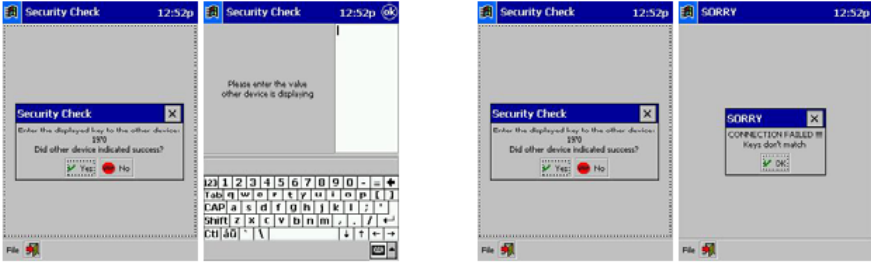 Security Check 12:52p
Security Check
Enter the displayed key to the other device:
1970
Did other device indicated success?
Yes No
File
Security Check 12:52p ok
Please enter the value
other device is displaying
123 1 2 3 4 5 6 7 8 9 0 - =
Tab q w e r t y u i o p [ ]
CAP a s d f g h j k l ; '
Shift z x c v b n m , . /
Ctl áü ` \
Security Check 12:52p
Security Check
Enter the displayed key to the other device:
1970
Did other device indicated success?
Yes No
File
SORRY 12:52p
SORRY
CONNECTION FAILED !!!
Keys don't match
OK
File